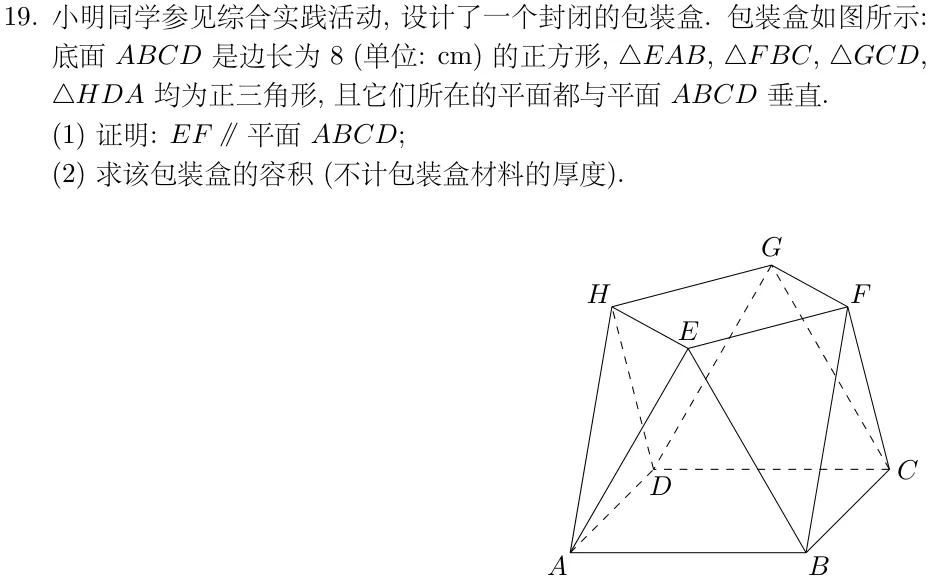 19. 小明同学参见综合实践活动, 设计了一个封闭的包装盒. 包装盒如图所示:
底面 ABCD 是边长为 8 (单位: cm) 的正方形, △EAB, △FBC, △GCD,
△HDA 均为正三角形, 且它们所在的平面都与平面 ABCD 垂直.
(1) 证明: EF ∥ 平面 ABCD;
(2) 求该包装盒的容积 (不计包装盒材料的厚度).
G
H
F
E
D
C
A
B